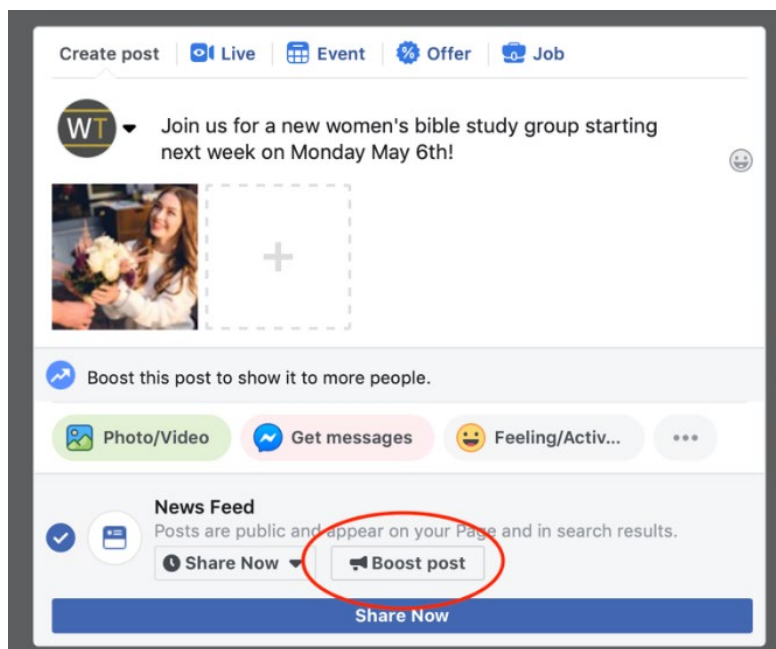 Create post Live Event Offer Job
WT
Join us for a new women's bible study group starting
next week on Monday May 6th!
Boost this post to show it to more people.
Photo/Video Get messages Feeling/Activ...
News Feed
Posts are public and appear on your Page and in search results.
Share Now Boost post
Share Now